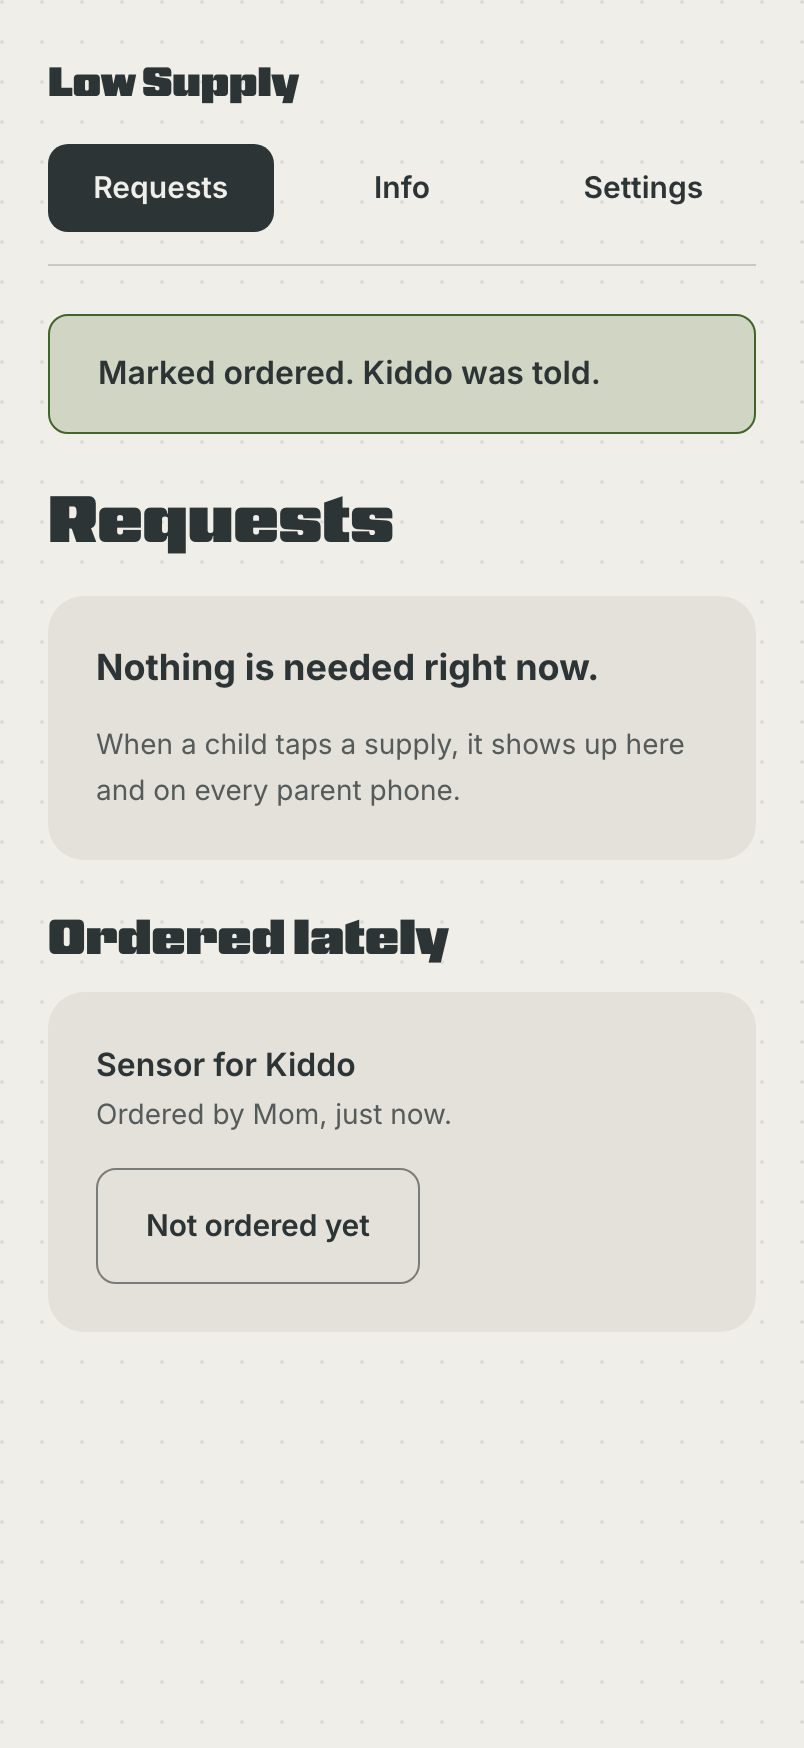 Low Supply
Requests
Info
Settings
Marked ordered. Kiddo was told.
Requests
Nothing is needed right now.
When a child taps a supply, it shows up here
and on every parent phone.
Ordered lately
Sensor for Kiddo
Ordered by Mom, just now.
Not ordered yet